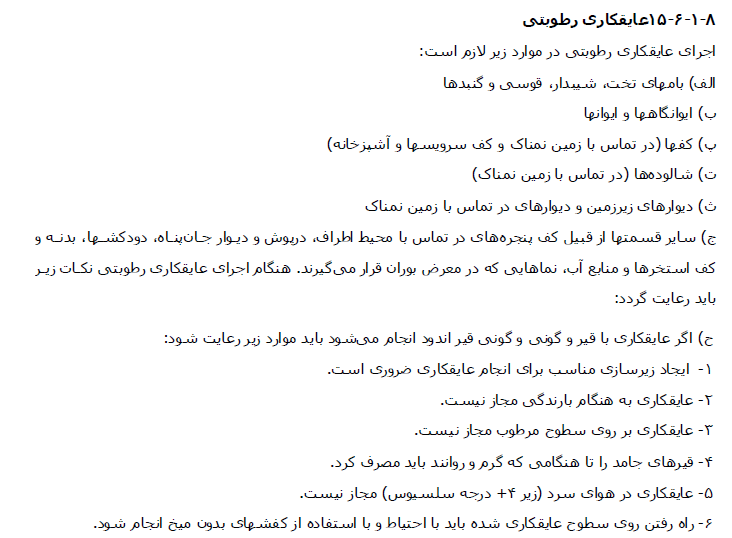 ۱۵-۶-۱-۸عایقکاری رطوبتی
اجرای عایقکاری رطوبتی در موارد زیر لازم است:
الف) بامهای تخت، شیبدار، قوسی و گنبدها
ب) ایوانگاهها و ایوانها
پ) کفها (در تماس با زمین نمناک و کف سرویسها و آشپزخانه)
ت) شالوده‌ها (در تماس با زمین نمناک)
ث) دیوارهای زیرزمین و دیوارهای در تماس با زمین نمناک
ج) سایر قسمتها از قبیل کف پنجره‌های در تماس با محیط اطراف، درپوش و دیوار جان‌پناه، دودکشها، بدنه و
کف استخرها و منابع آب، نماهایی که در معرض بوران قرار می‌گیرند. هنگام اجرای عایقکاری رطوبتی نکات زیر
باید رعایت گردد:
ح) اگر عایقکاری با قیر و گونی و گونی قیر اندود انجام می‌شود باید موارد زیر رعایت شود:
۱- ایجاد زیرسازی مناسب برای انجام عایقکاری ضروری است.
۲- عایقکاری به هنگام بارندگی مجاز نیست.
۳- عایقکاری بر روی سطوح مرطوب مجاز نیست.
۴- قیرهای جامد را تا هنگامی که گرم و روانند باید مصرف کرد.
۵- عایقکاری در هوای سرد (زیر ۴+ درجه سلسیوس) مجاز نیست.
۶- راه رفتن روی سطوح عایقکاری شده باید با احتیاط و با استفاده از کفشهای بدون میخ انجام شود.